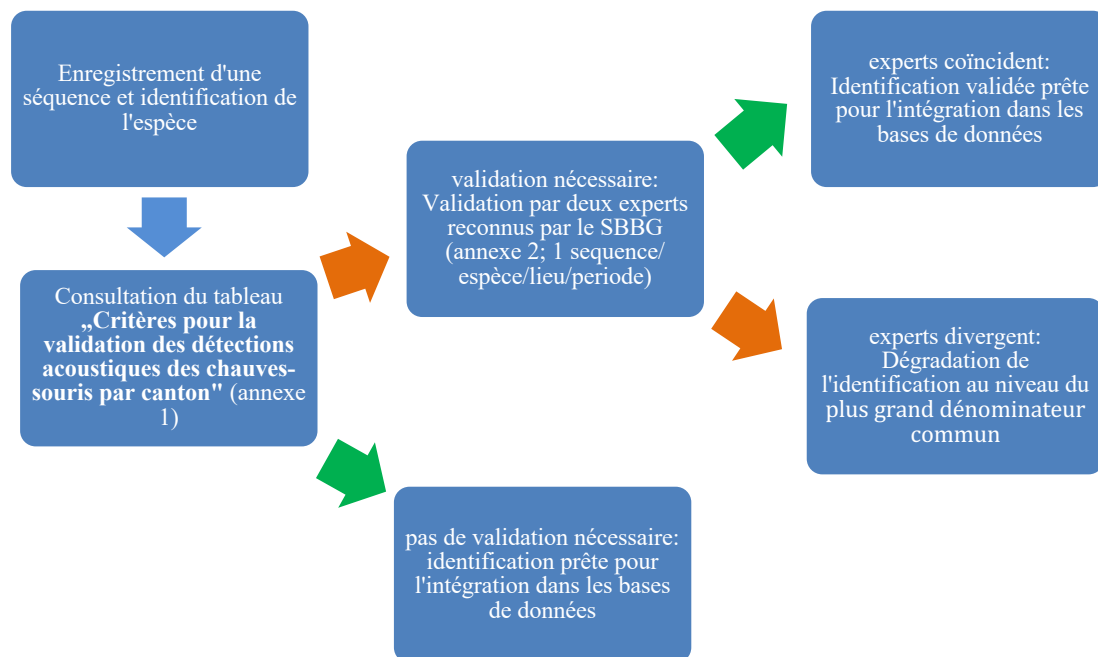 Enregistrement d'une
séquence et identification de
l'espèce
Consultation du tableau
„Critères pour la
validation des détections
acoustiques des chauves-
souris par canton" (annexe
1)
validation nécessaire:
Validation par deux experts
reconnus par le SBBG
(annexe 2; 1 sequence/
espèce/lieu/periode)
pas de validation nécessaire:
identification prête pour
l'intégration dans les bases
de données
experts coïncident:
Identification validée prête
pour l'intégration dans les
bases de données
experts divergent:
Dégradation de
l'identification au niveau du
plus grand dénominateur
commun